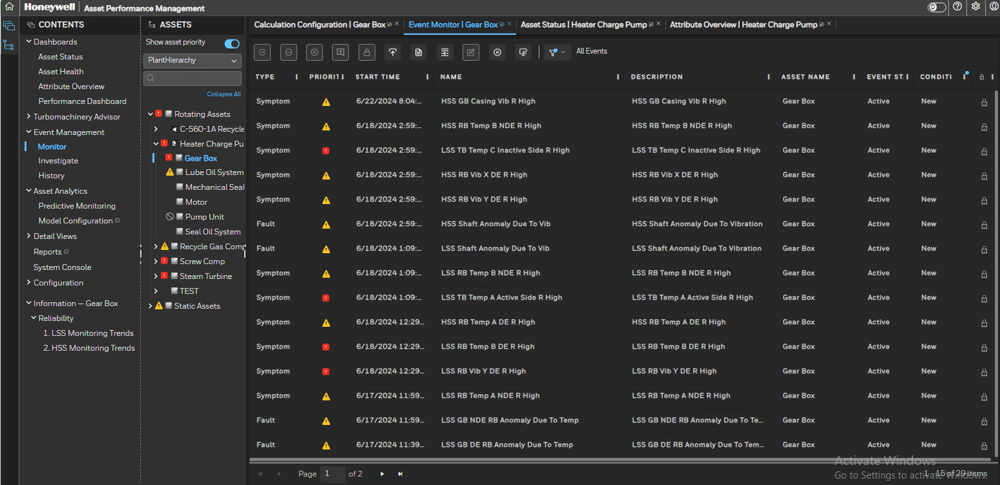 Honeywell | Asset Performance Management
CONTENTS
Dashboards
Asset Status
Asset Health
Attribute Overview
Performance Dashboard
Turbomachinery Advisor
Event Management
Monitor
Investigate
History
Asset Analytics
Predictive Monitoring
Model Configuration
Detail Views
Reports
System Console
Configuration
Information – Gear Box
Reliability
1. LSS Monitoring Trends
2. HSS Monitoring Trends
ASSETS
Show asset priority
PlantHierarchy
Collapse All
Rotating Assets
C-560-1A Recycle
Heater Charge Pu
Gear Box
Lube Oil System
Mechanical Seal
Motor
Pump Unit
Seal Oil System
Recycle Gas Comp
Screw Comp
Steam Turbine
TEST
Static Assets
Calculation Configuration | Gear Box Event Monitor | Gear Box Asset Status | Heater Charge Pump Attribute Overview | Heater Charge Pump
All Events
TYPE PRIORIT START TIME NAME DESCRIPTION ASSET NAME EVENT ST. CONDITI
Symptom 6/22/2024 8:04:... HSS GB Casing Vib R High HSS GB Casing Vib R High Gear Box Active New
Symptom 6/18/2024 2:59:... HSS RB Temp B NDE R High HSS RB Temp B NDE R High Gear Box Active New
Symptom 6/18/2024 2:59:... LSS TB Temp C Inactive Side R High LSS TB Temp C Inactive Side R High Gear Box Active New
Symptom 6/18/2024 2:59:... HSS RB Vib X DE R High HSS RB Vib X DE R High Gear Box Active New
Symptom 6/18/2024 2:59:... HSS RB Vib Y DE R High HSS RB Vib Y DE R High Gear Box Active New
Fault 6/18/2024 2:59:... HSS Shaft Anomaly Due To Vib HSS Shaft Anomaly Due To Vibration Gear Box Active New
Fault 6/18/2024 1:09:... LSS Shaft Anomaly Due To Vib LSS Shaft Anomaly Due To Vibration Gear Box Active New
Symptom 6/18/2024 1:09:... LSS RB Temp B NDE R High LSS RB Temp B NDE R High Gear Box Active New
Symptom 6/18/2024 1:09:... LSS TB Temp A Active Side R High LSS TB Temp A Active Side R High Gear Box Active New
Symptom 6/18/2024 12:29... HSS RB Temp A DE R High HSS RB Temp A DE R High Gear Box Active New
Symptom 6/18/2024 12:29... LSS RB Temp B DE R High LSS RB Temp B DE R High Gear Box Active New
Symptom 6/18/2024 12:29... LSS RB Vib Y DE R High LSS RB Vib Y DE R High Gear Box Active New
Symptom 6/17/2024 11:59... LSS RB Temp A NDE R High LSS RB Temp A NDE R High Gear Box Active New
Fault 6/17/2024 11:59... LSS GB NDE RB Anomaly Due To Temp LSS GB NDE RB Anomaly Due To Te... Gear Box Active New
Fault 6/17/2024 11:39... LSS GB DE RB Anomaly Due To Temp LSS GB DE RB Anomaly Due To Tem... Gear Box Active New
Page 1 of 2
1 - 15 of 29 items
Activate Windows
Go to Settings to activate Windows.